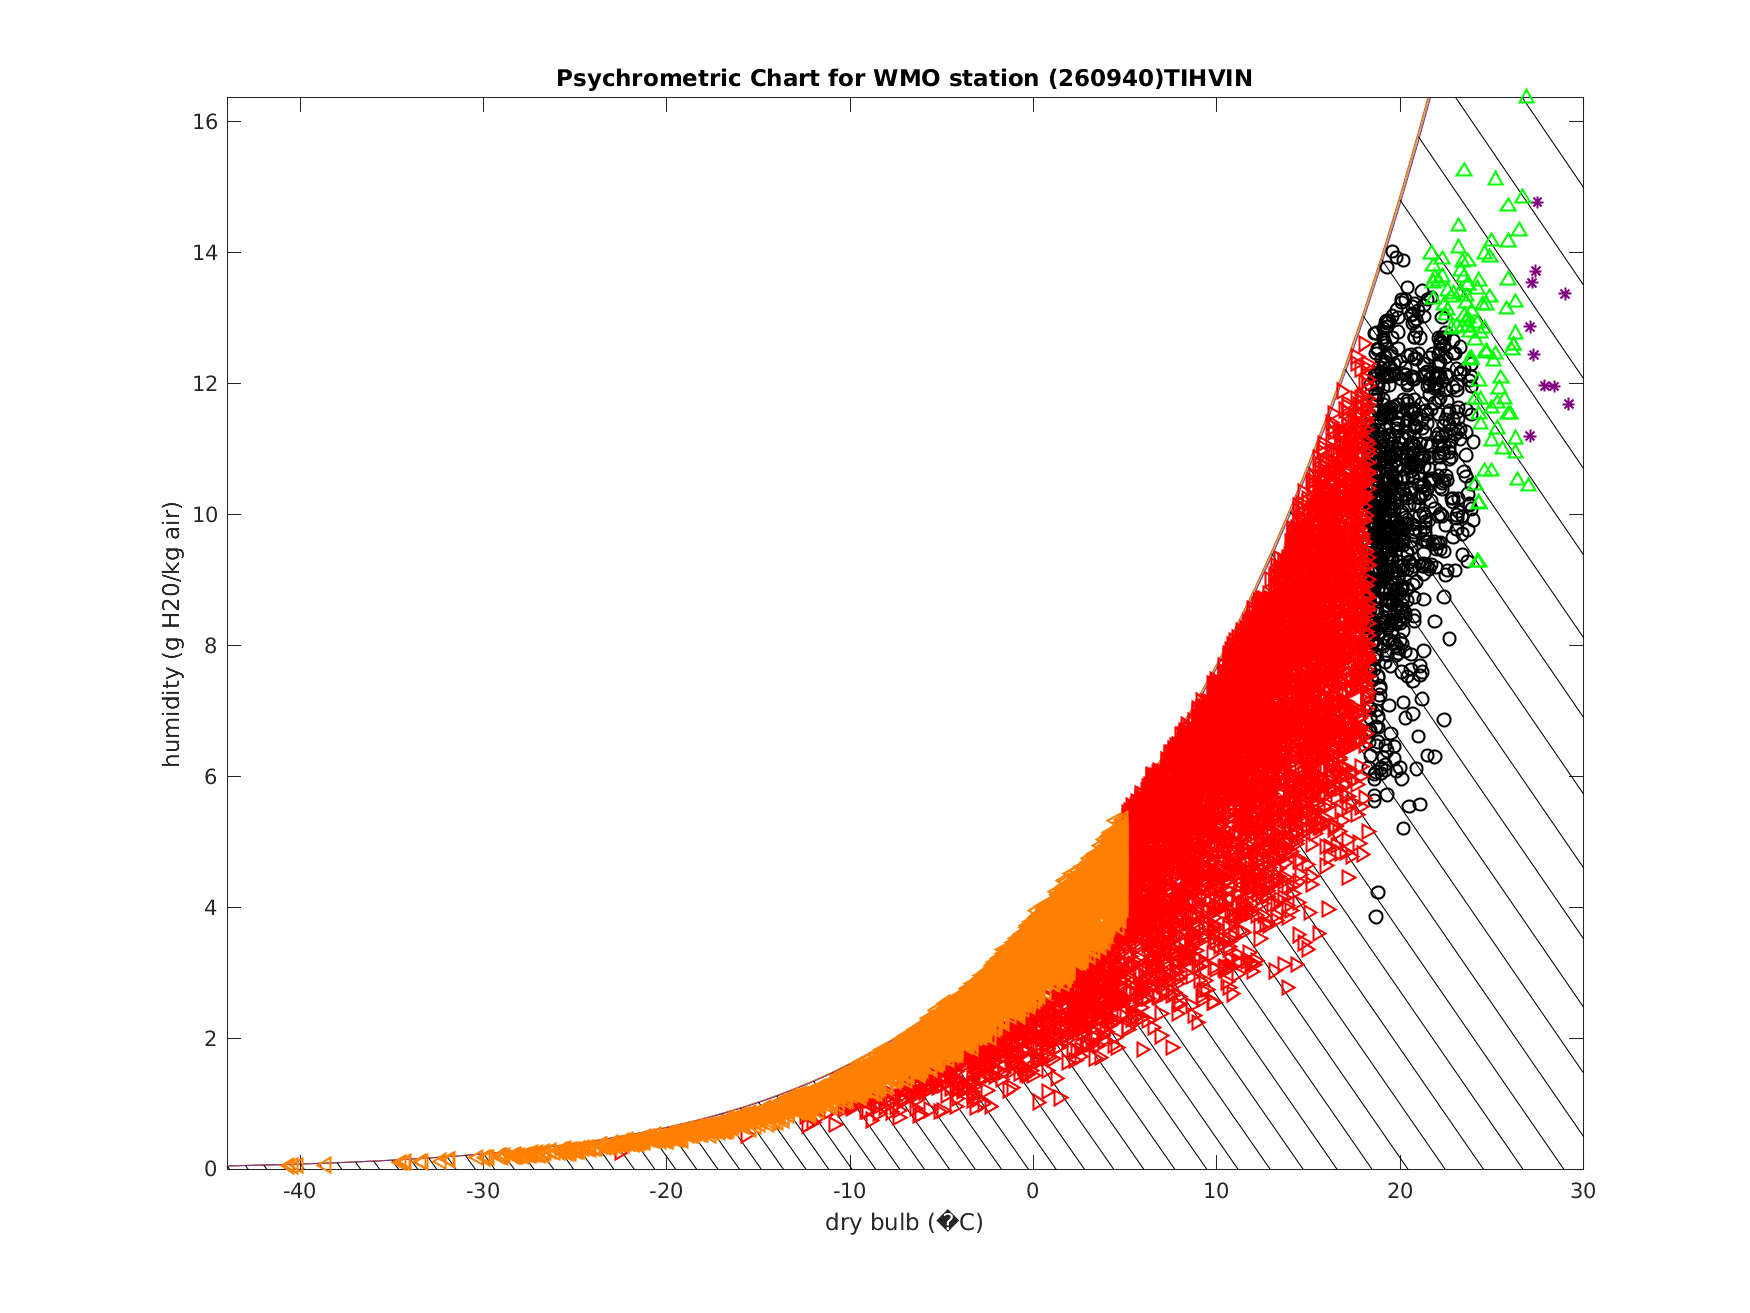 Psychrometric Chart for WMO station (260940)TIHVIN
16
14
12
10
8
6
4
2
0
humidity (g H20/kg air)
-40 -30 -20 -10 0 10 20 30
dry bulb (�C)